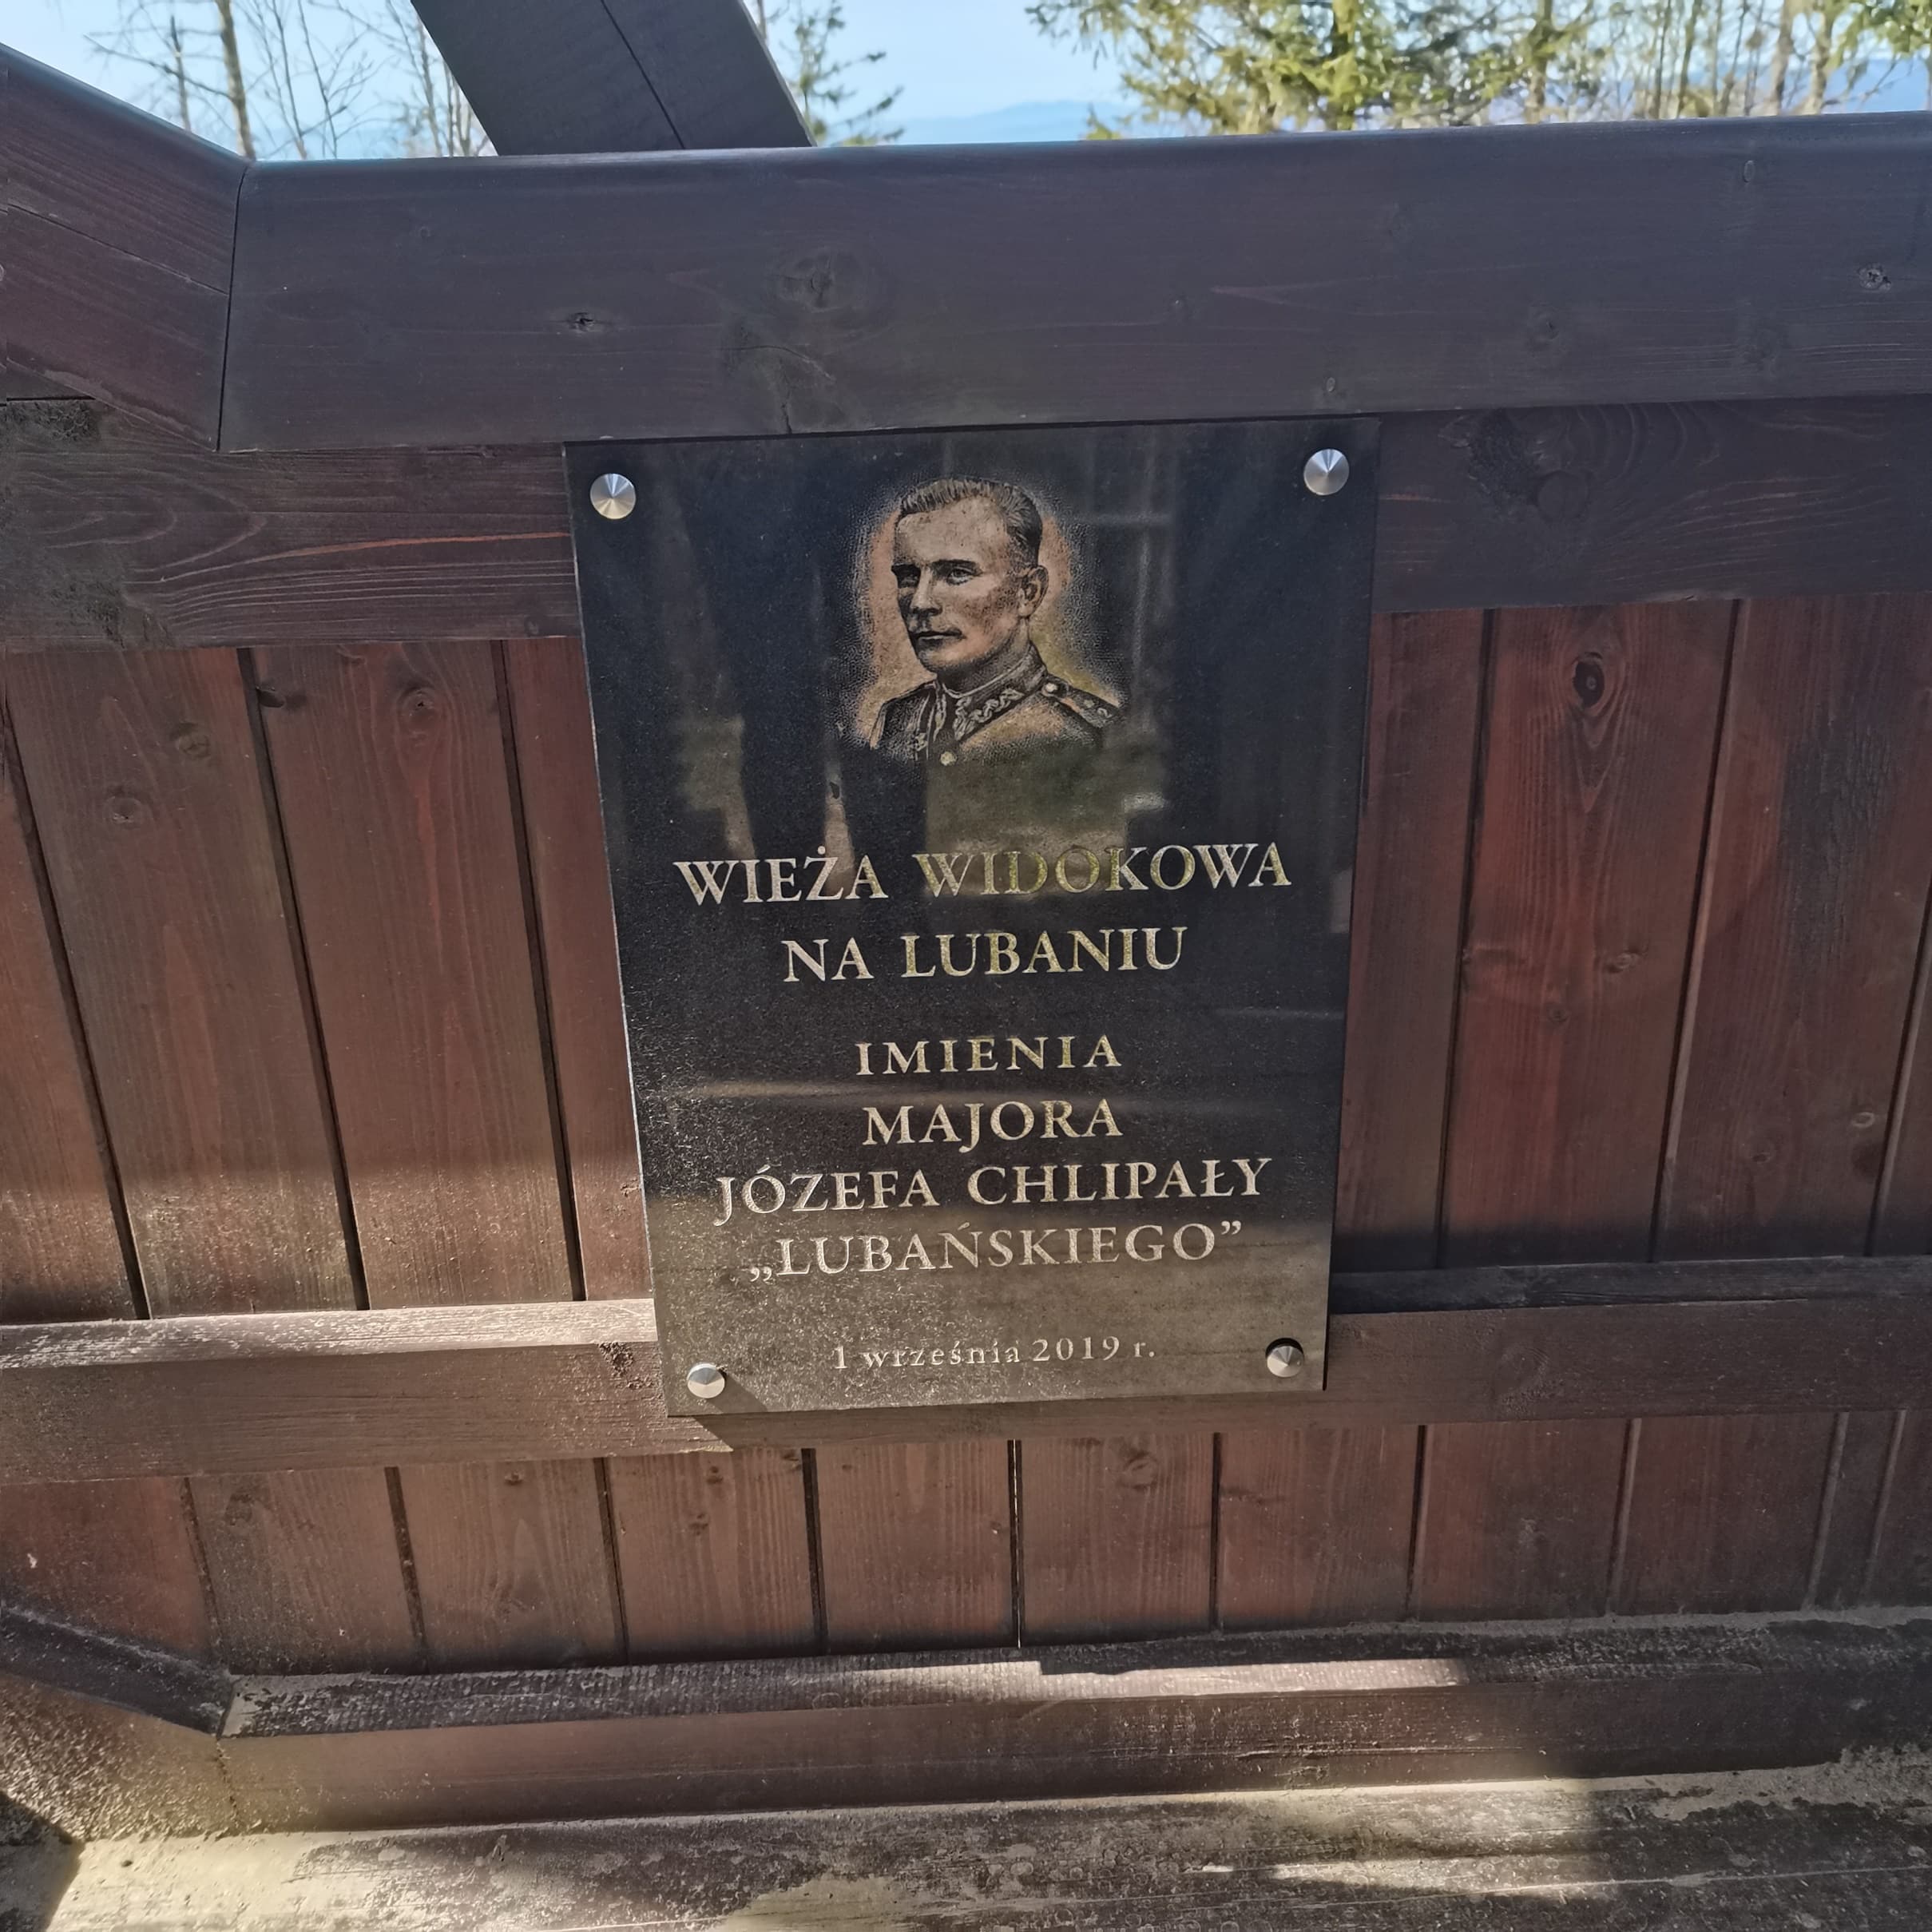 WIEŻA WIDOKOWA
NA LUBANIU
IMIENIA
MAJORA
JÓZEFA CHLIPAŁY
„LUBAŃSKIEGO”
1 września 2019 r.